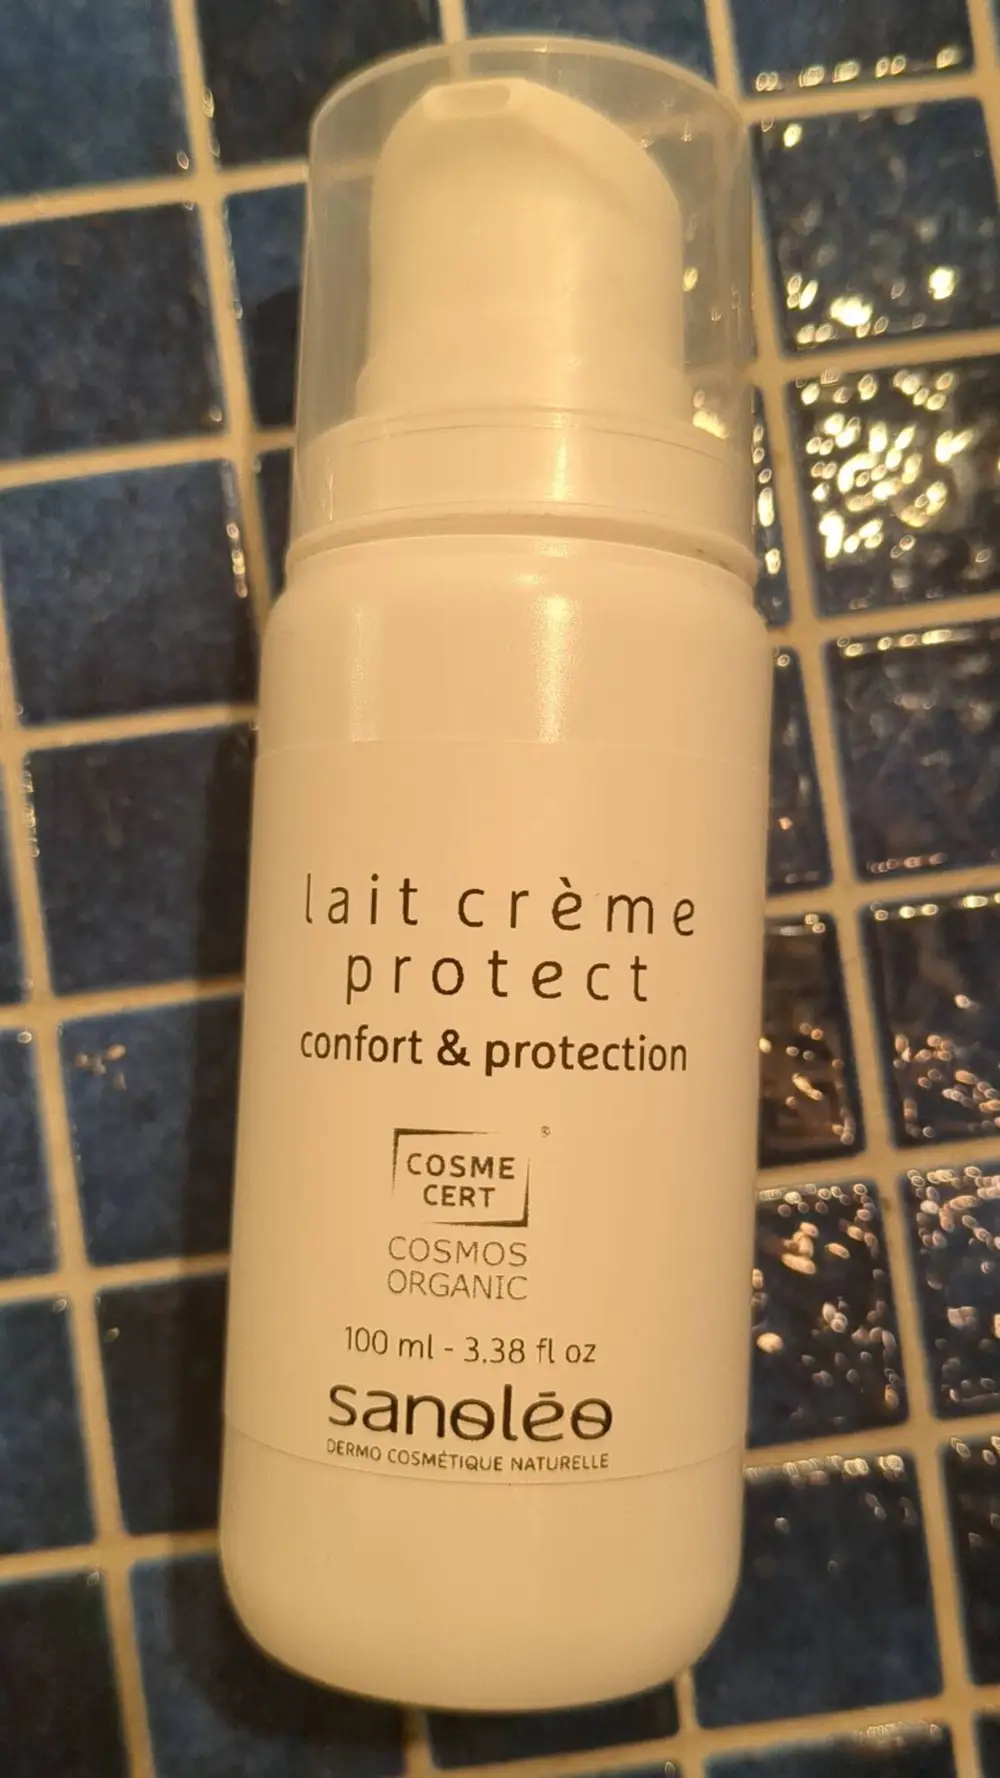 lait crème
protect
confort & protection
®
COSME
CERT
COSMOS
ORGANIC
100 ml - 3.38 fl oz
sanoléo
DERMO COSMÉTIQUE NATURELLE